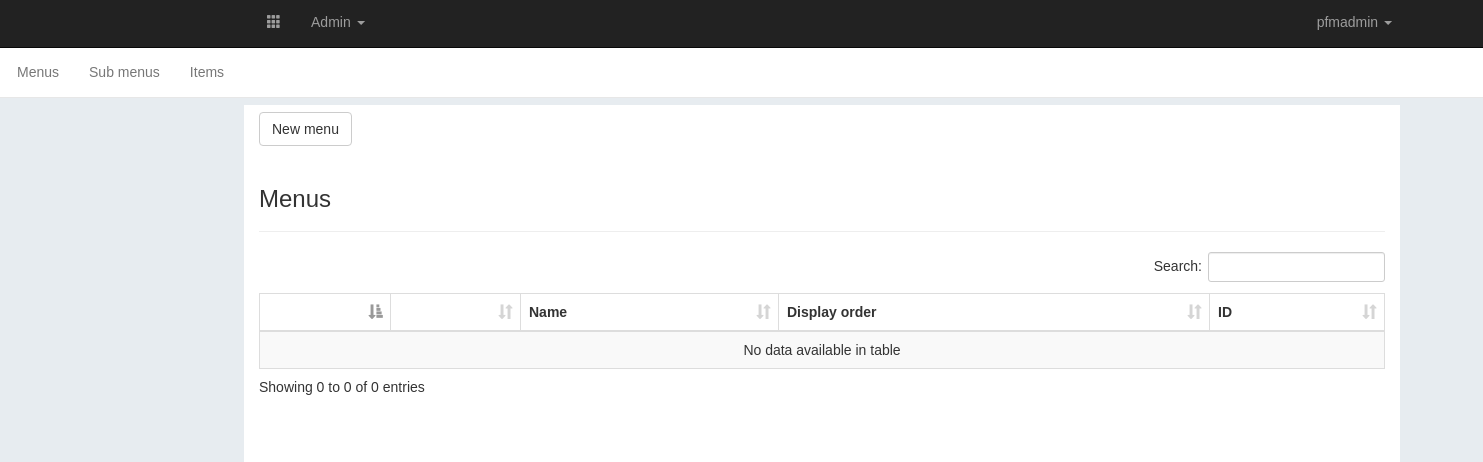 Admin pfmadmin
Menus Sub menus Items
New menu
Menus
Search:
Name Display order ID
No data available in table
Showing 0 to 0 of 0 entries